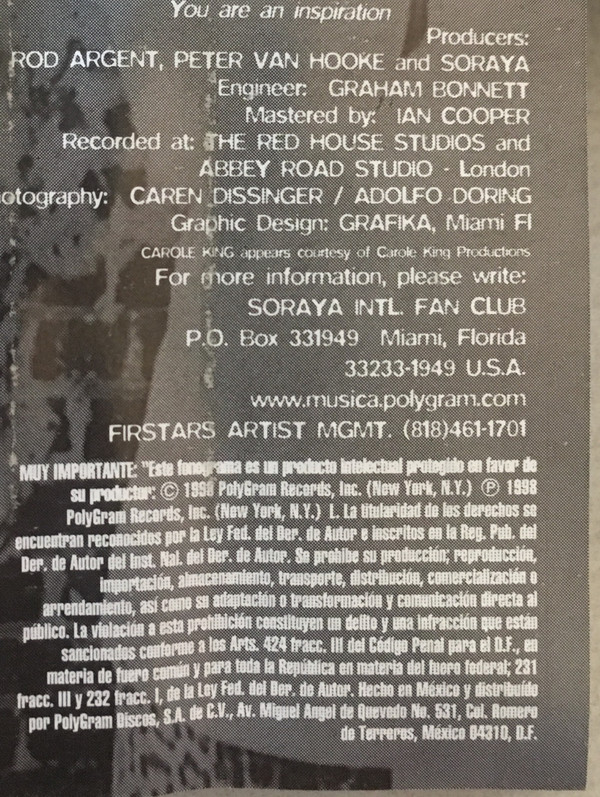 You are an inspiration
Producers:
ROD ARGENT, PETER VAN HOOKE and SORAYA
Engineer: GRAHAM BONNETT
Mastered by: IAN COOPER
Recorded at: THE RED HOUSE STUDIOS and
ABBEY ROAD STUDIO - London
otography: CAREN DISSINGER / ADOLFO DORING
Graphic Design: GRAFIKA, Miami Fl
CAROLE KING appears courtesy of Carole King Productions
For more information, please write:
SORAYA INTL. FAN CLUB
P.O. Box 331949 Miami, Florida
33233-1949 U.S.A.
www.musica.polygram.com
FIRSTARS ARTIST MGMT. (818)461-1701
MUY IMPORTANTE: "Este fonograma es un producto intelectual protegido en favor de
su productor: © 1998 PolyGram Records, Inc. (New York, N.Y.) ℗ 1998
PolyGram Records, Inc. (New York, N.Y.) L. La titularidad de los derechos se
encuentran reconocidos por la Ley Fed. del Der. de Autor e inscritos en la Reg. Pub. del
Der. de Autor del Inst. Nal. del Der. de Autor. Se prohibe su producción; reproducción,
importación, almacenamiento, transporte, distribución, comercialización o
arrendamiento, así como su adaptación o transformación y comunicación directa al
público. La violación a esta prohibición constituyen un delito y una infracción que están
sancionados conforme a los Arts. 424 fracc. III del Código Penal para el D.F., en
materia de fuero común y para toda la República en materia del fuero federal; 231
fracc. III y 232 fracc. I, de la Ley Fed. del Der. de Autor. Hecho en México y distribuido
por PolyGram Discos, S.A. de C.V., Av. Miguel Angel de Quevedo No. 531, Col. Romero
de Terreros, México 04310, D.F.